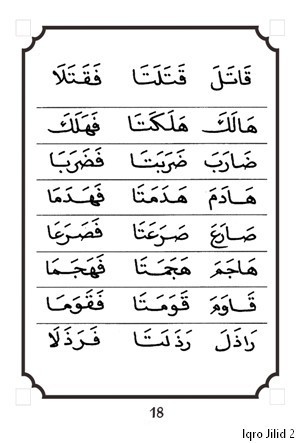 قَاتَلَ قَتَلَتَا فَقَتَلَا
هَالَكَ هَلَكَتَا فَهَلَكَ
ضَارَبَ ضَرَبَتَا فَضَرَبَا
هَادَمَ هَدَمَتَا فَهَدَمَا
صَارَعَ صَرَعَتَا فَصَرَعَا
هَاجَمَ هَجَمَتَا فَهَجَمَا
قَاوَمَ قَوَمَتَا فَقَوَمَا
رَاذَلَ رَذَلَتَا فَرَذَلَا
18
Iqro Jilid 2